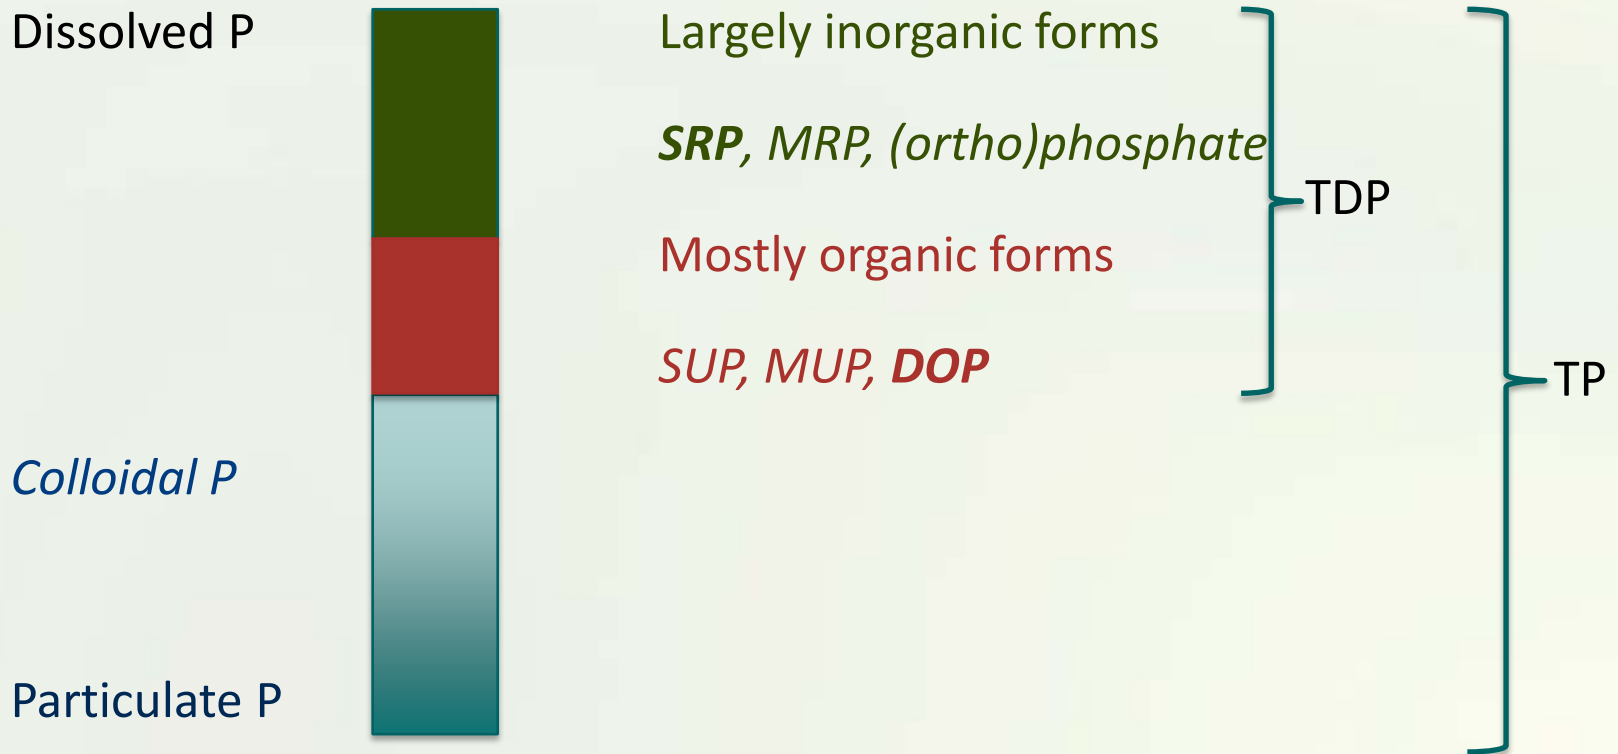 Dissolved P
Largely inorganic forms
SRP, MRP, (ortho)phosphate
TDP
Mostly organic forms
SUP, MUP, DOP
TP
Colloidal P
Particulate P